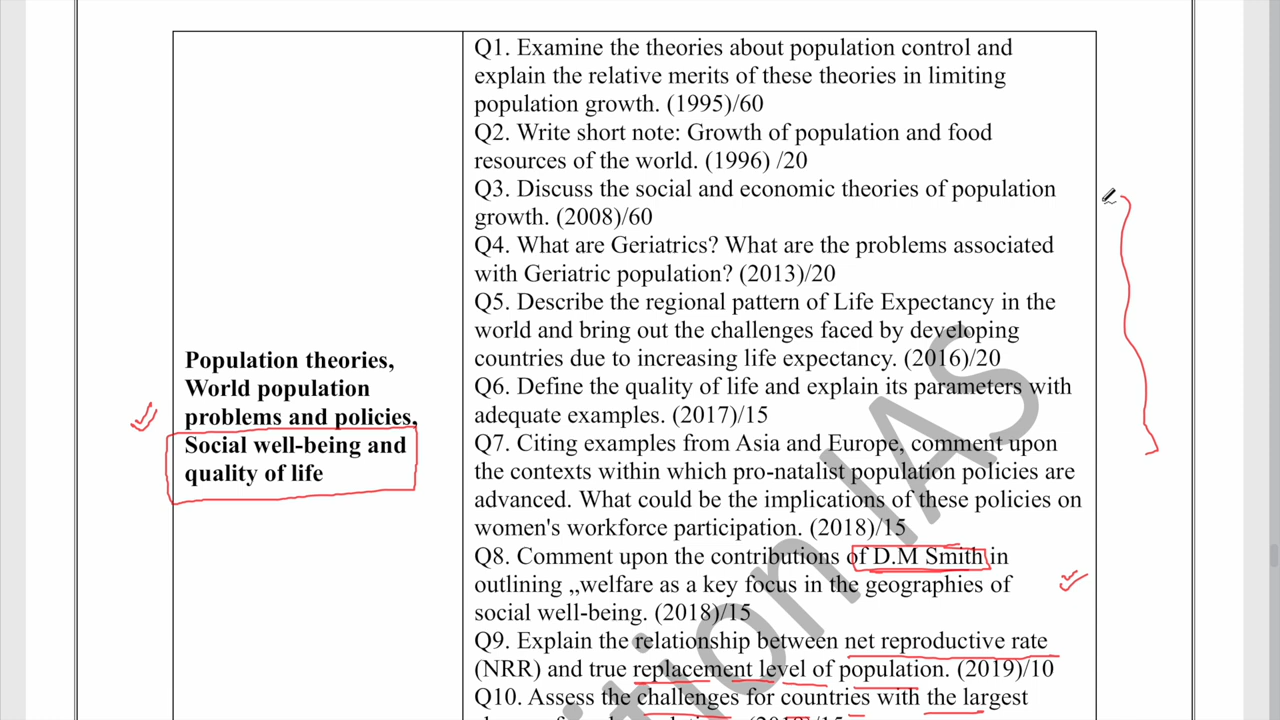 Population theories,
World population
problems and policies,
Social well-being and
quality of life
Q1. Examine the theories about population control and
explain the relative merits of these theories in limiting
population growth. (1995)/60
Q2. Write short note: Growth of population and food
resources of the world. (1996) /20
Q3. Discuss the social and economic theories of population
growth. (2008)/60
Q4. What are Geriatrics? What are the problems associated
with Geriatric population? (2013)/20
Q5. Describe the regional pattern of Life Expectancy in the
world and bring out the challenges faced by developing
countries due to increasing life expectancy. (2016)/20
Q6. Define the quality of life and explain its parameters with
adequate examples. (2017)/15
Q7. Citing examples from Asia and Europe, comment upon
the contexts within which pro-natalist population policies are
advanced. What could be the implications of these policies on
women's workforce participation. (2018)/15
Q8. Comment upon the contributions of D.M Smith in
outlining „welfare as a key focus in the geographies of
social well-being. (2018)/15
Q9. Explain the relationship between net reproductive rate
(NRR) and true replacement level of population. (2019)/10
Q10. Assess the challenges for countries with the largest
ition IAS